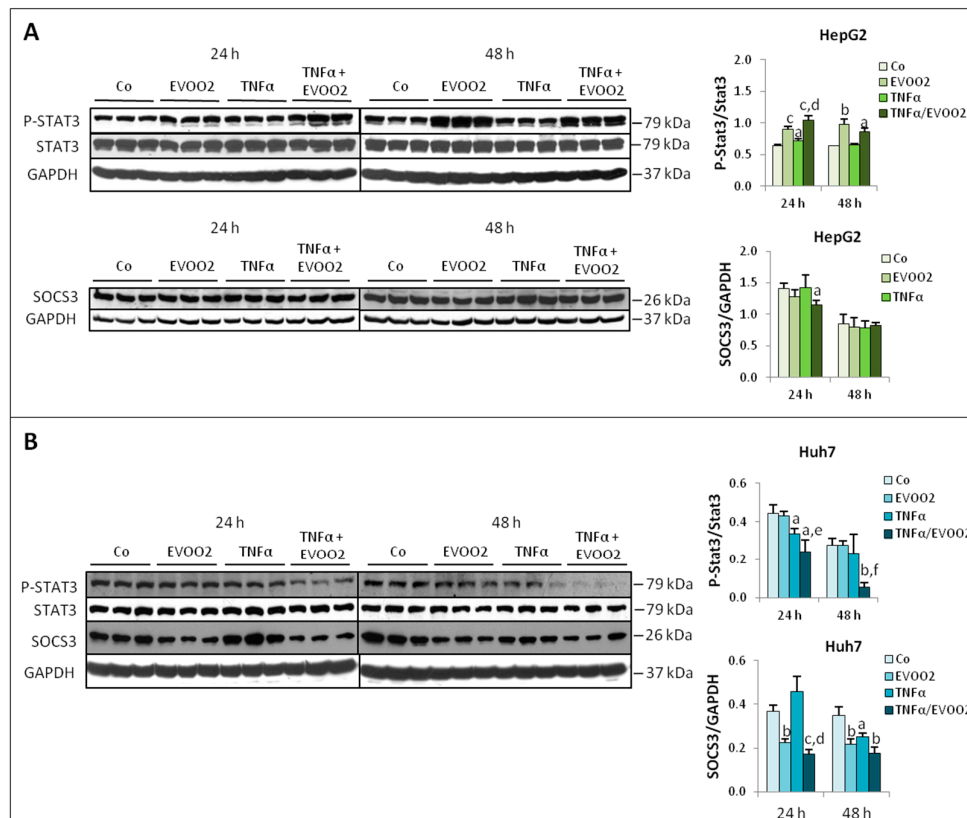 A
24 h
48 h
Co EVOO2 TNFα TNFα + EVOO2 Co EVOO2 TNFα TNFα + EVOO2
P-STAT3 79 kDa
STAT3 79 kDa
GAPDH 37 kDa
24 h
48 h
Co EVOO2 TNFα TNFα + EVOO2 Co EVOO2 TNFα TNFα + EVOO2
SOCS3 26 kDa
GAPDH 37 kDa
HepG2
P-Stat3/Stat3
2.0
1.5
1.0
0.5
0.0
c a c,d b a
24 h 48 h
Co
EVOO2
TNFα
TNFα/EVOO2
HepG2
SOCS3/GAPDH
2.0
1.5
1.0
0.5
0.0
a
24 h 48 h
Co
EVOO2
TNFα
B
24 h
48 h
Co EVOO2 TNFα TNFα + EVOO2 Co EVOO2 TNFα TNFα + EVOO2
P-STAT3 79 kDa
STAT3 79 kDa
SOCS3 26 kDa
GAPDH 37 kDa
Huh7
P-Stat3/Stat3
0.6
0.4
0.2
0.0
a a,e b,f
24 h 48 h
Co
EVOO2
TNFα
TNFα/EVOO2
Huh7
SOCS3/GAPDH
0.6
0.4
0.2
0.0
b c,d b a b
24 h 48 h
Co
EVOO2
TNFα
TNFα/EVOO2